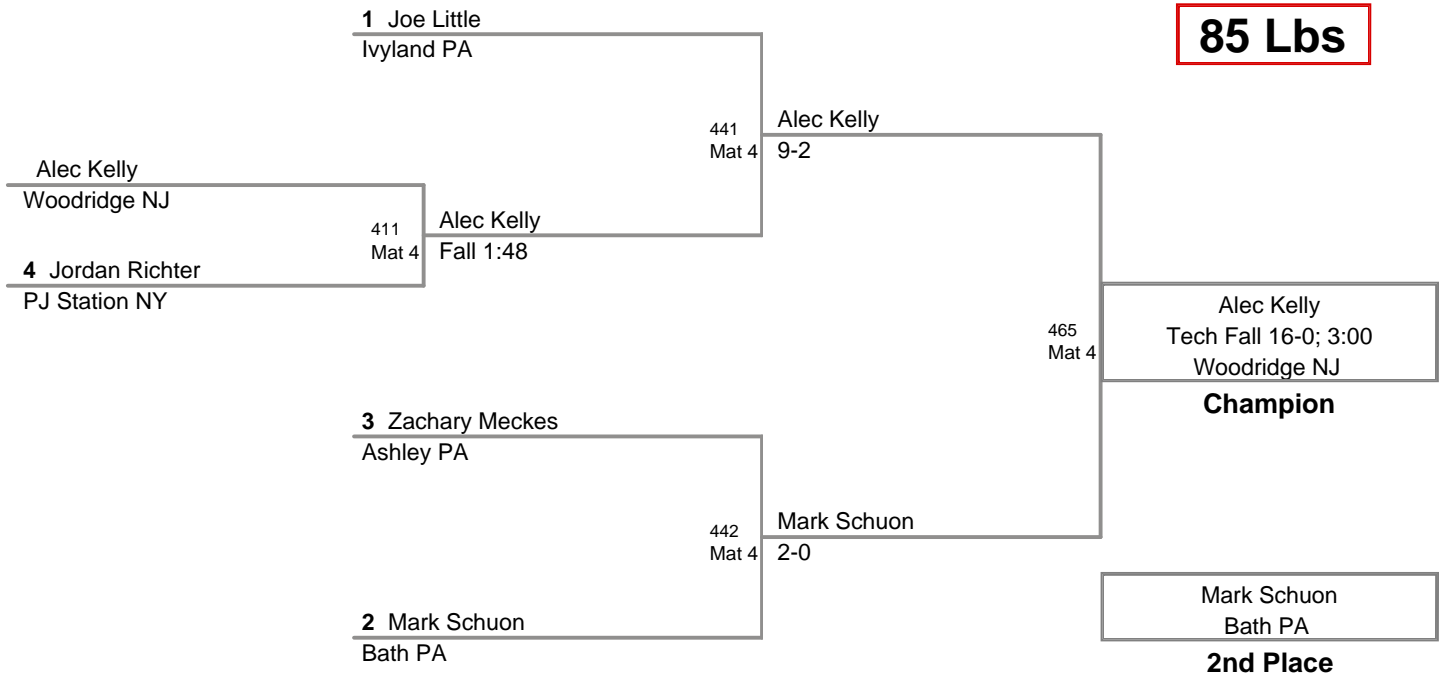 1 Joe Little
Ivyland PA
85 Lbs
441
Mat 4
Alec Kelly
9-2
Alec Kelly
Woodridge NJ
411
Mat 4
Alec Kelly
Fall 1:48
4 Jordan Richter
PJ Station NY
465
Mat 4
Alec Kelly
Tech Fall 16-0; 3:00
Woodridge NJ
Champion
3 Zachary Meckes
Ashley PA
442
Mat 4
Mark Schuon
2-0
2 Mark Schuon
Bath PA
Mark Schuon
Bath PA
2nd Place